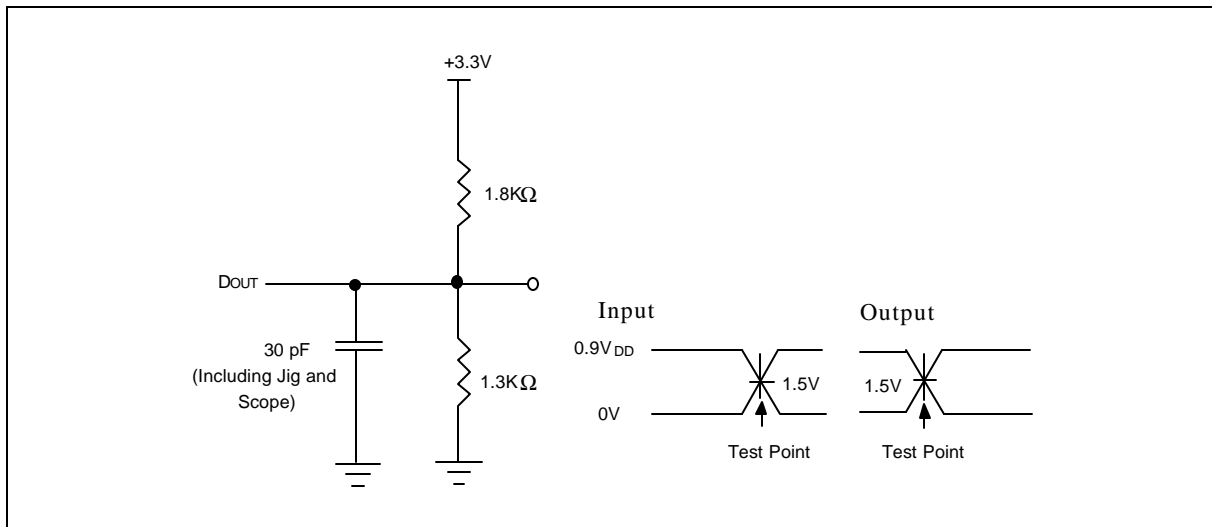 +3.3V
1.8KΩ
DOUT
30 pF
(Including Jig and
Scope)
1.3KΩ
Input
Output
0.9VDD
1.5V
1.5V
0V
Test Point
Test Point